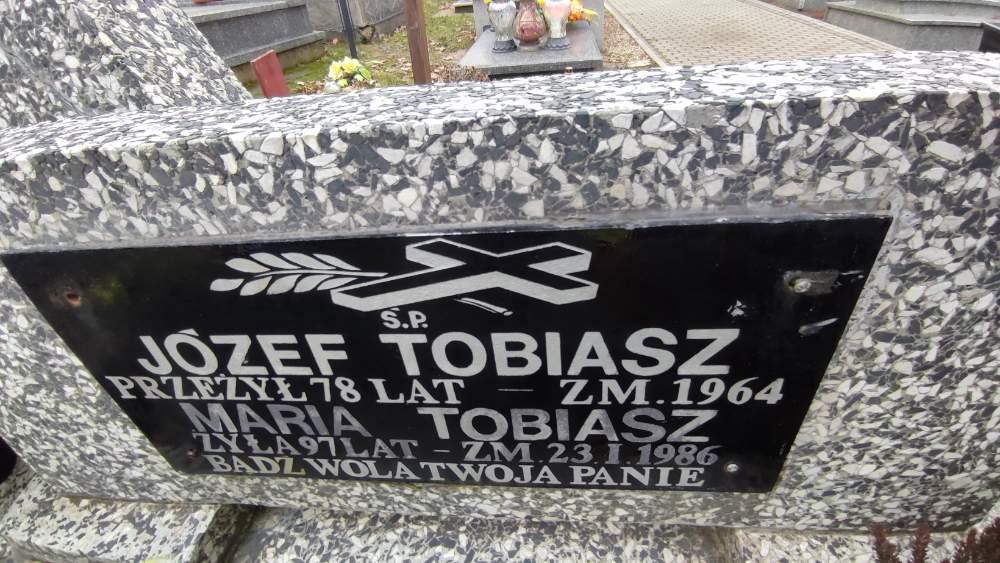 Ś.P.
JÓZEF TOBIASZ
PRZEŻYŁ 78 LAT — ZM. 1964
MARIA TOBIASZ
ŻYŁA 97 LAT - ZM. 23 I. 1986
BĄDŹ WOLA TWOJA PANIE